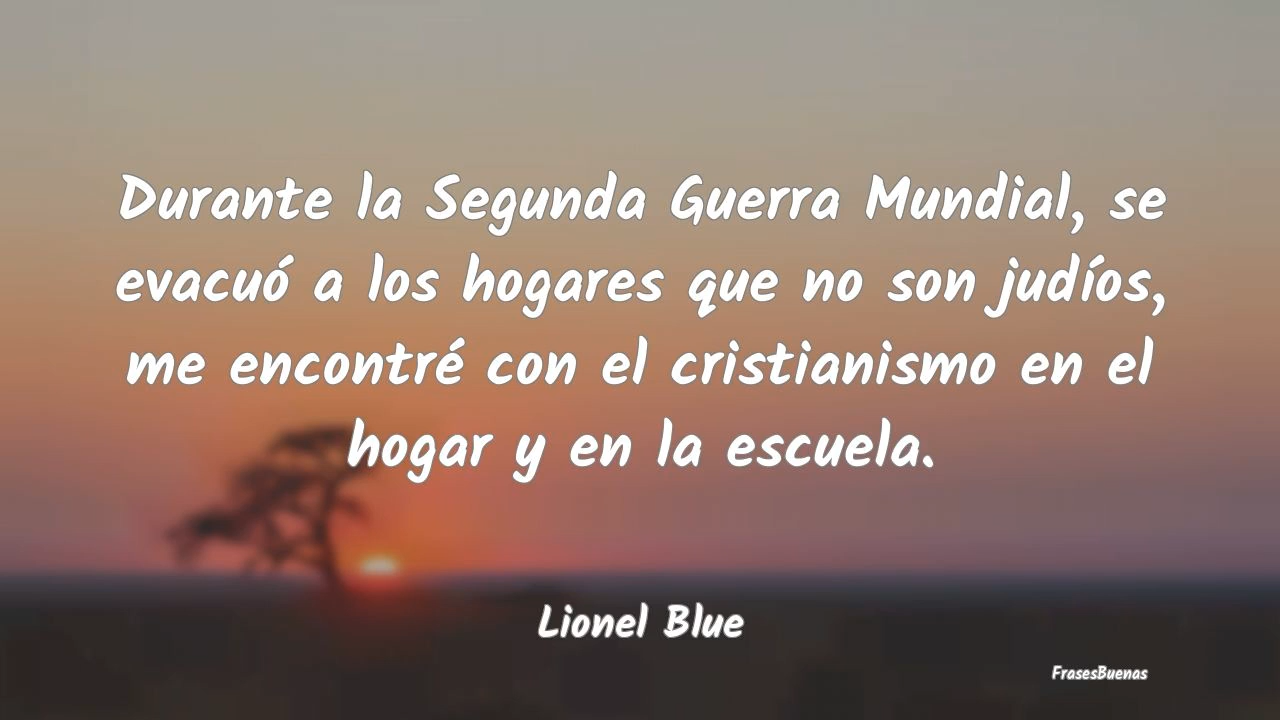 Durante la Segunda Guerra Mundial, se
evacuó a los hogares que no son judíos,
me encontré con el cristianismo en el
hogar y en la escuela.
Lionel Blue
FrasesBuenas